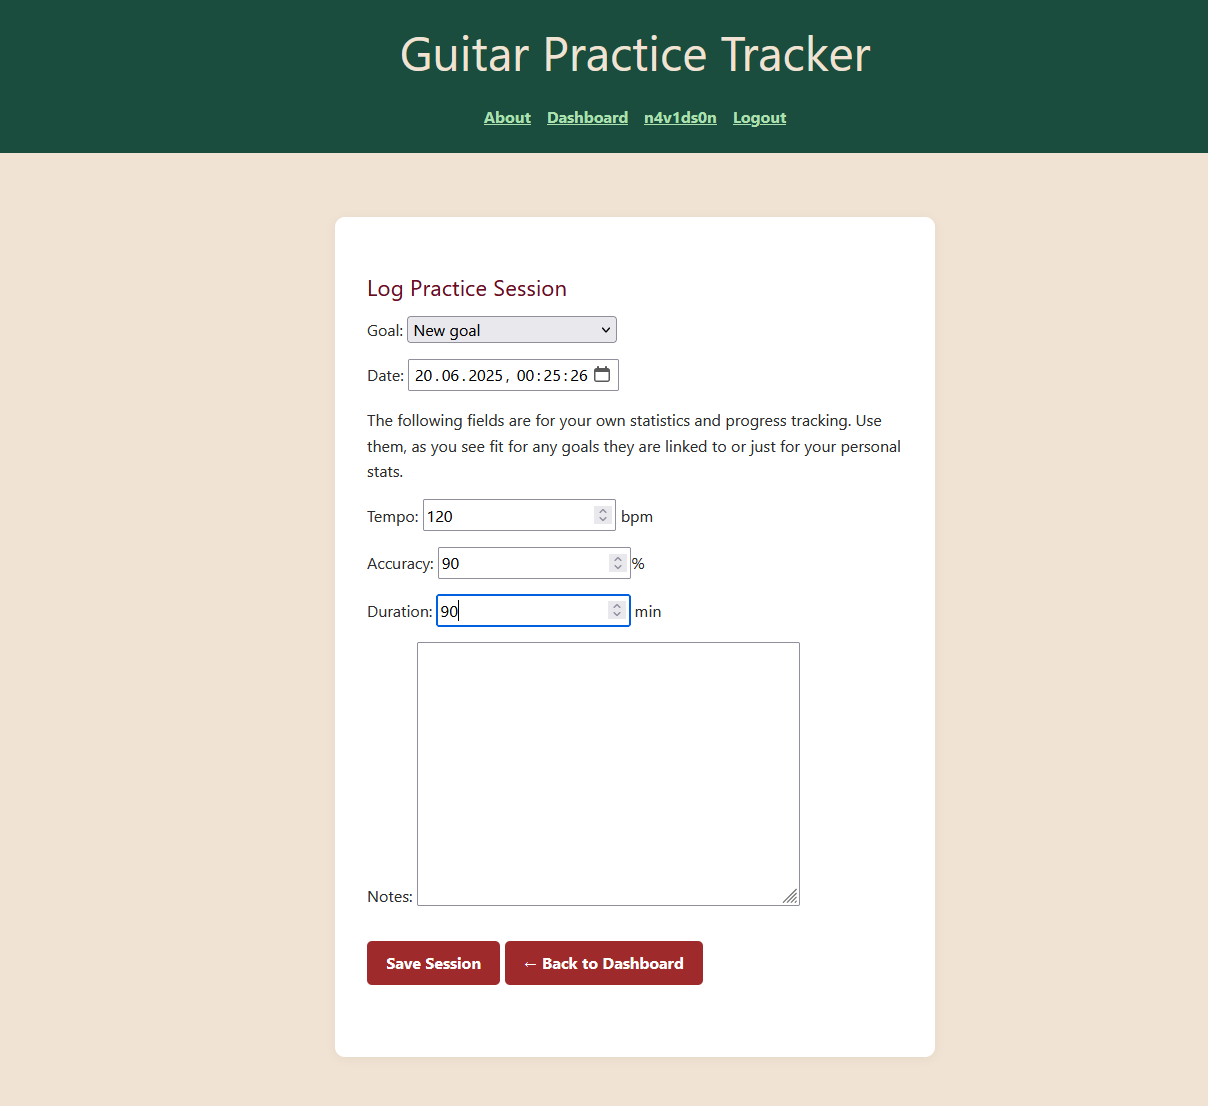 Guitar Practice Tracker
About Dashboard n4v1ds0n Logout
Log Practice Session
Goal: New goal
Date: 20.06.2025, 00:25:26
The following fields are for your own statistics and progress tracking. Use
them, as you see fit for any goals they are linked to or just for your personal
stats.
Tempo: 120 bpm
Accuracy: 90 %
Duration: 90 min
Notes:
Save Session ← Back to Dashboard